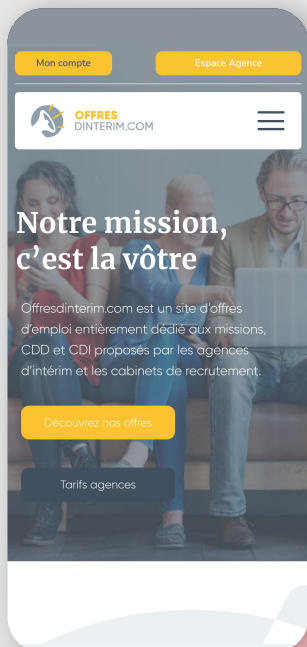 Mon compte
Espace Agence
OFFRES
DINTERIM.COM
Notre mission,
c'est la vôtre
Offresdinterim.com est un site d'offres
d'emploi entièrement dédié aux missions,
CDD et CDI proposés par les agences
d'intérim et les cabinets de recrutement.
Découvrez nos offres
Tarifs agences